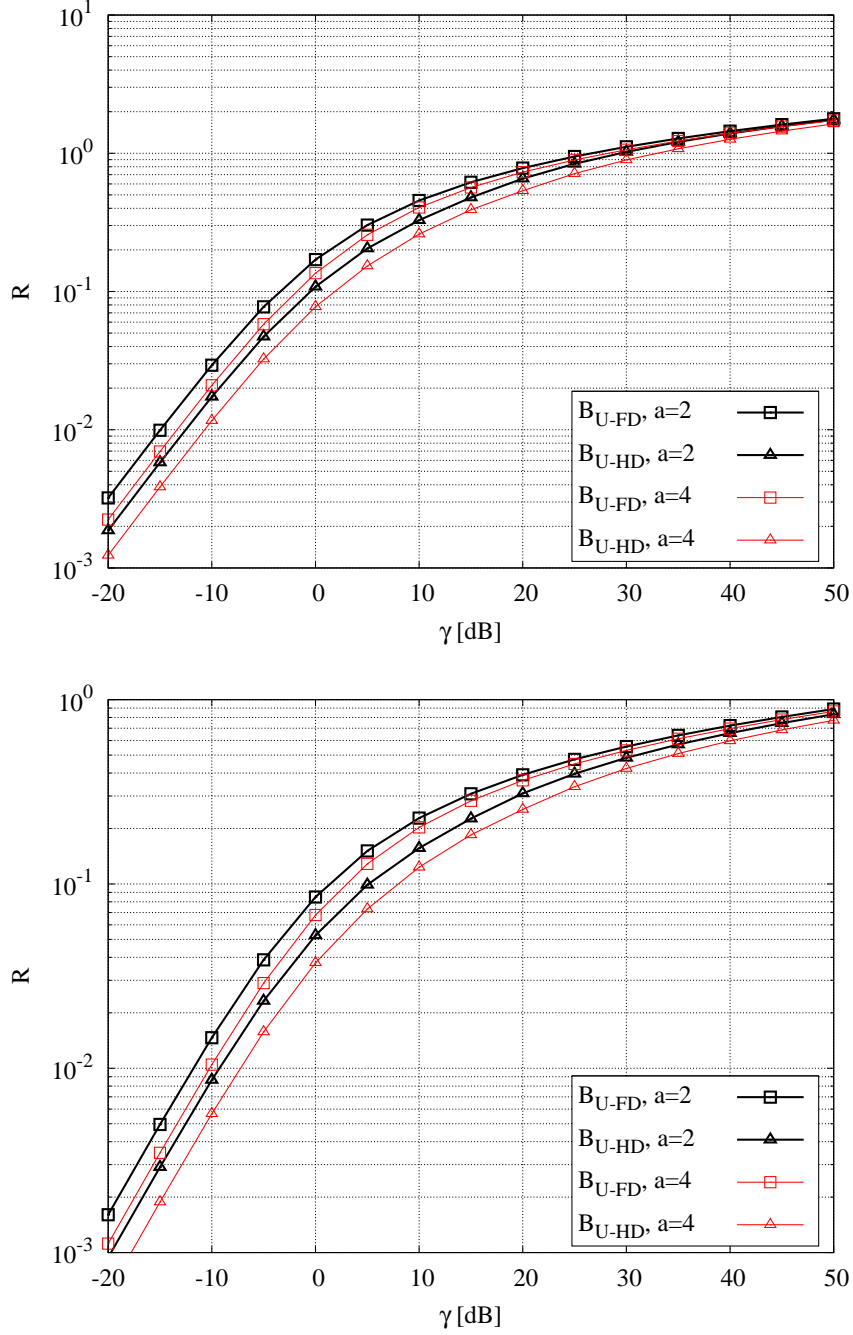 10^1
10^0
10^-1
10^-2
10^-3
R
B_U-FD, a=2
B_U-HD, a=2
B_U-FD, a=4
B_U-HD, a=4
-20 -10 0 10 20 30 40 50
γ [dB]
10^0
10^-1
10^-2
10^-3
R
B_U-FD, a=2
B_U-HD, a=2
B_U-FD, a=4
B_U-HD, a=4
-20 -10 0 10 20 30 40 50
γ [dB]